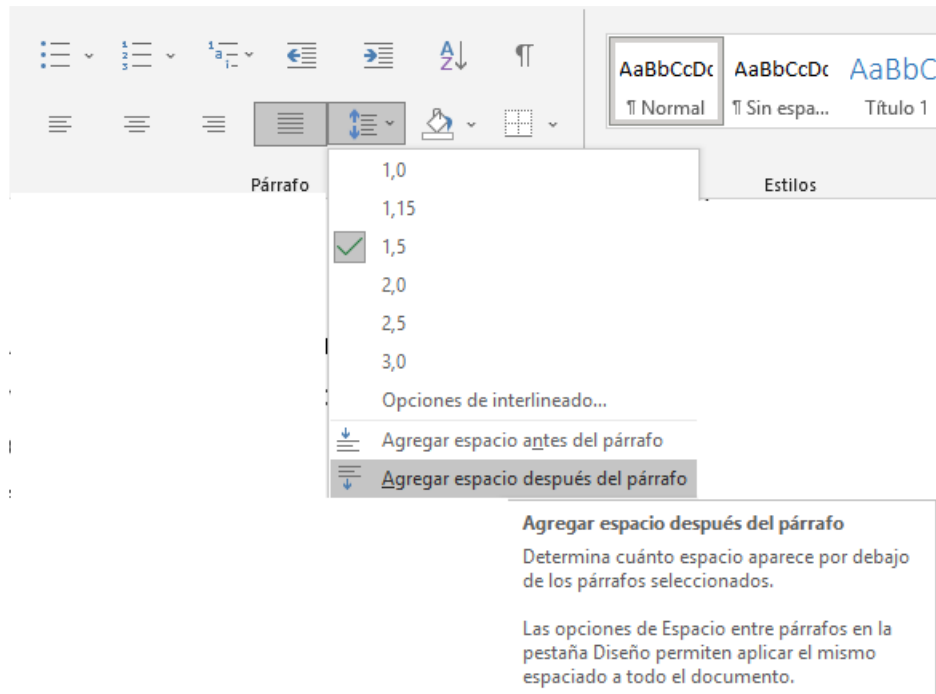 AaBbCcDc AaBbCcDc AaBbC
¶ Normal ¶ Sin espa... Título 1
Párrafo Estilos
1,0
1,15
1,5
2,0
2,5
3,0
Opciones de interlineado...
Agregar espacio antes del párrafo
Agregar espacio después del párrafo
Agregar espacio después del párrafo
Determina cuánto espacio aparece por debajo
de los párrafos seleccionados.
Las opciones de Espacio entre párrafos en la
pestaña Diseño permiten aplicar el mismo
espaciado a todo el documento.